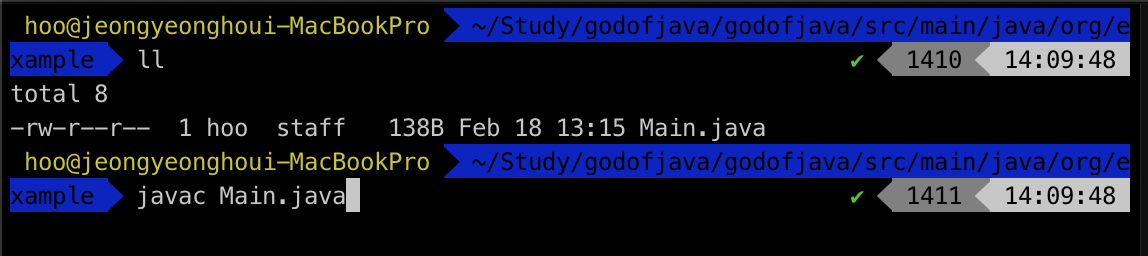 hoo@jeongyeonghoui-MacBookPro ~/Study/godofjava/godofjava/src/main/java/org/e
xample ll ✔ 1410 14:09:48
total 8
-rw-r--r-- 1 hoo staff 138B Feb 18 13:15 Main.java
hoo@jeongyeonghoui-MacBookPro ~/Study/godofjava/godofjava/src/main/java/org/e
xample javac Main.java ✔ 1411 14:09:48